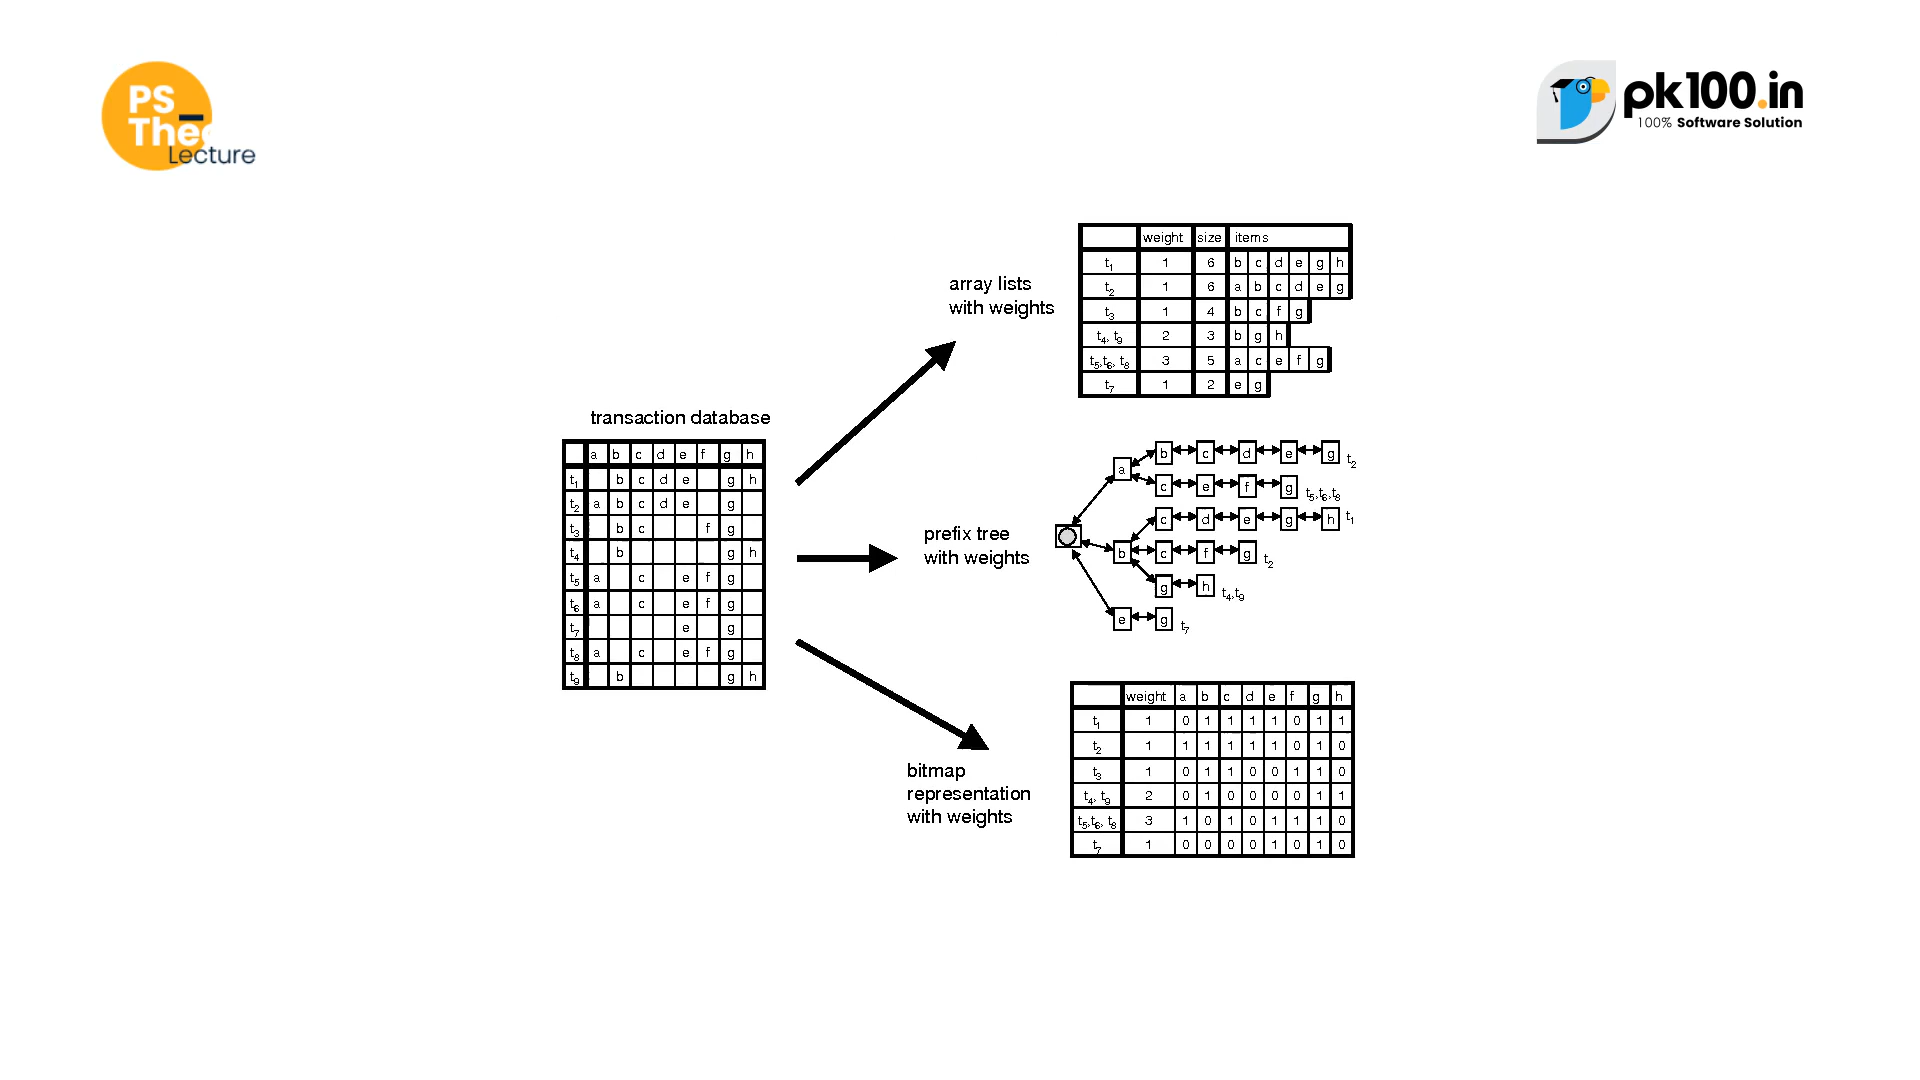 PS
The
Lecture
pk100.in
100% Software Solution
array lists
with weights
weight size items
t1 1 6 b c d e g h
t2 1 6 a b c d e g
t3 1 4 b c f g
t4, t9 2 3 b g h
t5,t6, t8 3 5 a c e f g
t7 1 2 e g
transaction database
a b c d e f g h
t1 b c d e g h
t2 a b c d e g
t3 b c f g
t4 b g h
t5 a c e f g
t6 a c e f g
t7 e g
t8 a c e f g
t9 b g h
prefix tree
with weights
a b c d e g t2
c e f g t5,t6,t8
c d e g h t1
b c f g t2
g h t4,t9
e g t7
bitmap
representation
with weights
weight a b c d e f g h
t1 1 0 1 1 1 1 0 1 1
t2 1 1 1 1 1 1 0 1 0
t3 1 0 1 1 0 0 1 1 0
t4, t9 2 0 1 0 0 0 0 1 1
t5,t6, t8 3 1 0 1 0 1 1 1 0
t7 1 0 0 0 0 1 0 1 0